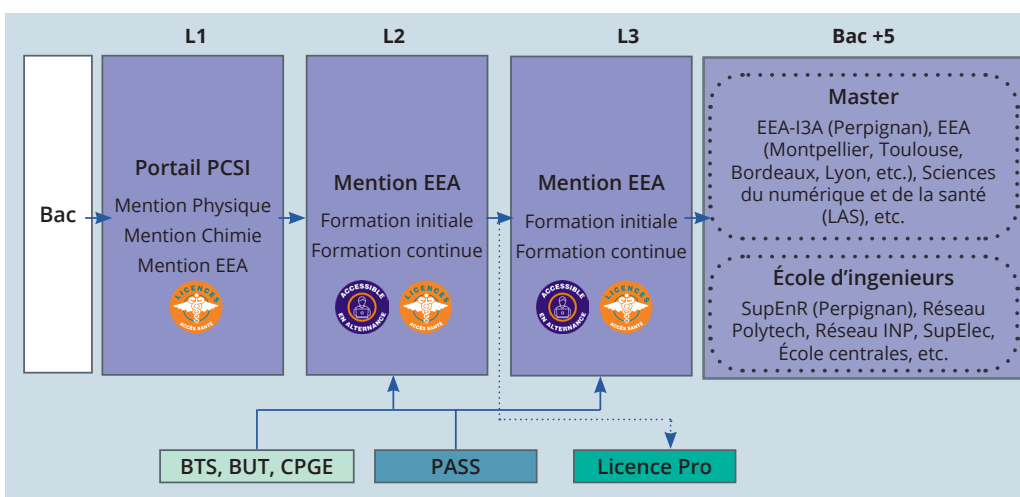 L1
L2
L3
Bac +5
Bac
Portail PCSI
Mention Physique
Mention Chimie
Mention EEA
LICENCES
ACCÈS SANTÉ
Mention EEA
Formation initiale
Formation continue
ACCESSIBLE
EN ALTERNANCE
LICENCES
ACCÈS SANTÉ
Mention EEA
Formation initiale
Formation continue
ACCESSIBLE
EN ALTERNANCE
LICENCES
ACCÈS SANTÉ
Master
EEA-I3A (Perpignan), EEA
(Montpellier, Toulouse,
Bordeaux, Lyon, etc.), Sciences
du numérique et de la santé
(LAS), etc.
École d’ingenieurs
SupEnR (Perpignan), Réseau
Polytech, Réseau INP, SupElec,
École centrales, etc.
BTS, BUT, CPGE
PASS
Licence Pro